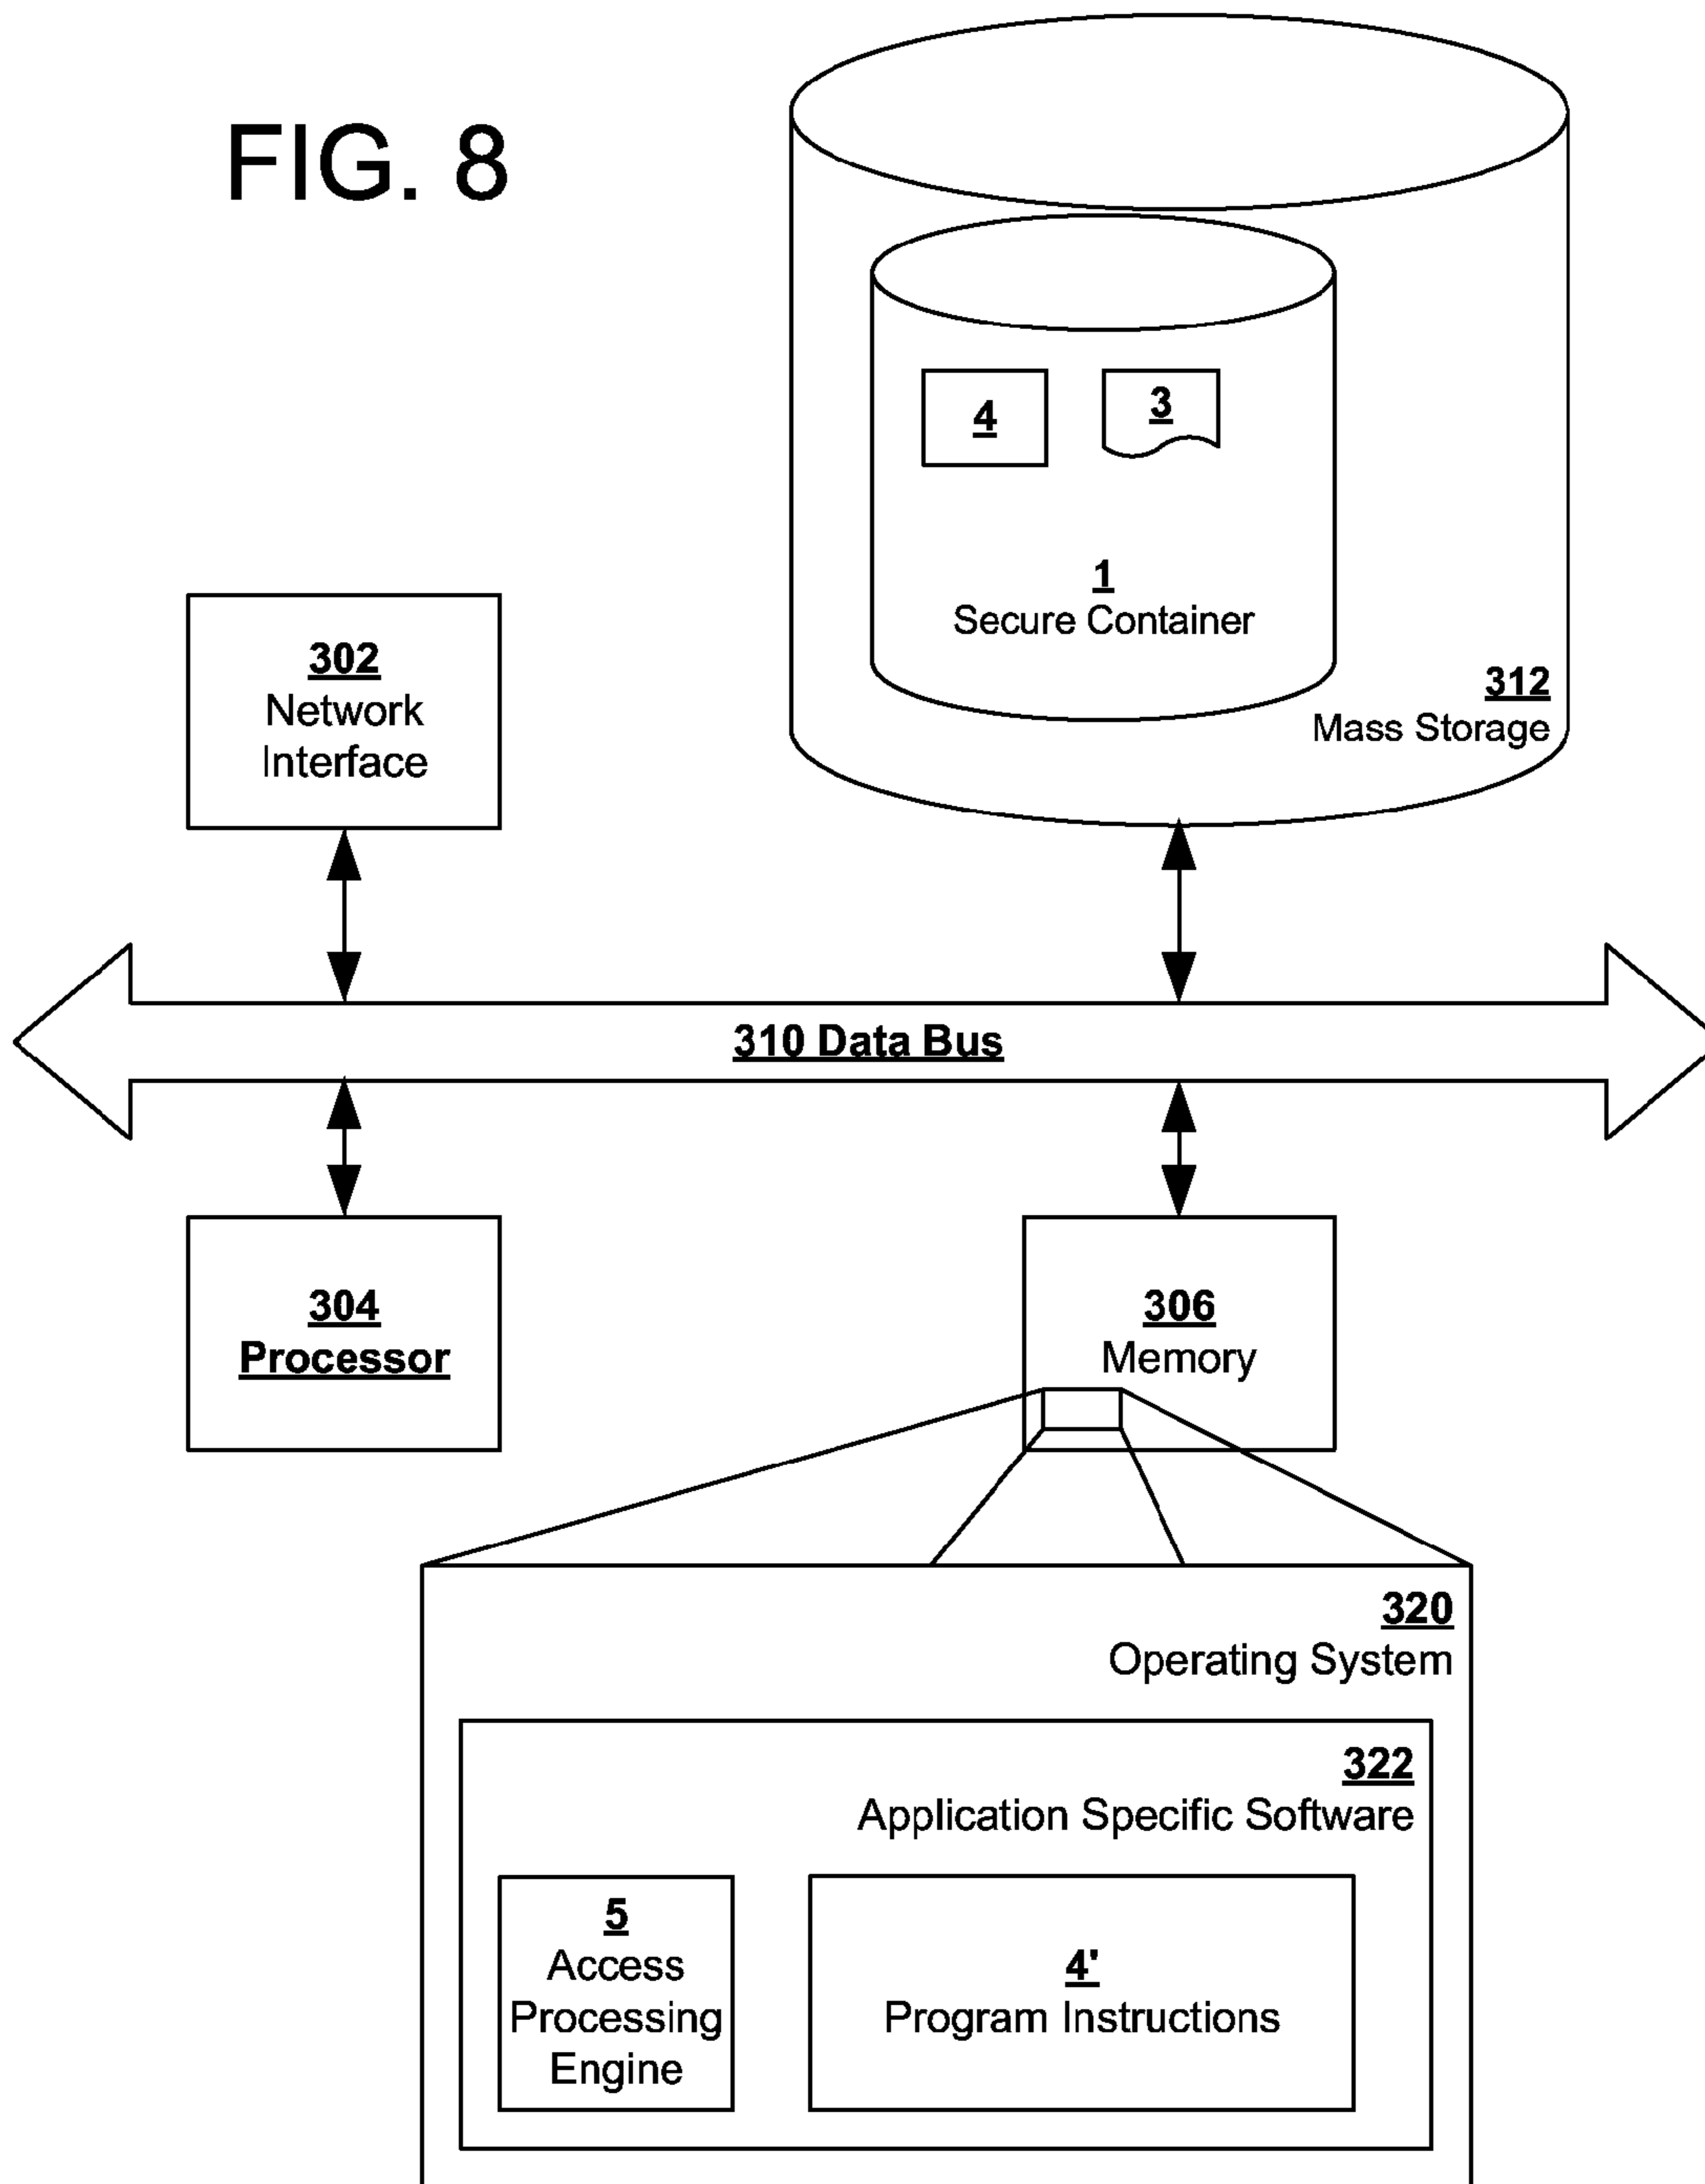 FIG. 8
4
3
1
Secure Container
312
Mass Storage
302
Network
Interface
310 Data Bus
304
Processor
306
Memory
320
Operating System
322
Application Specific Software
5
Access
Processing
Engine
4'
Program Instructions